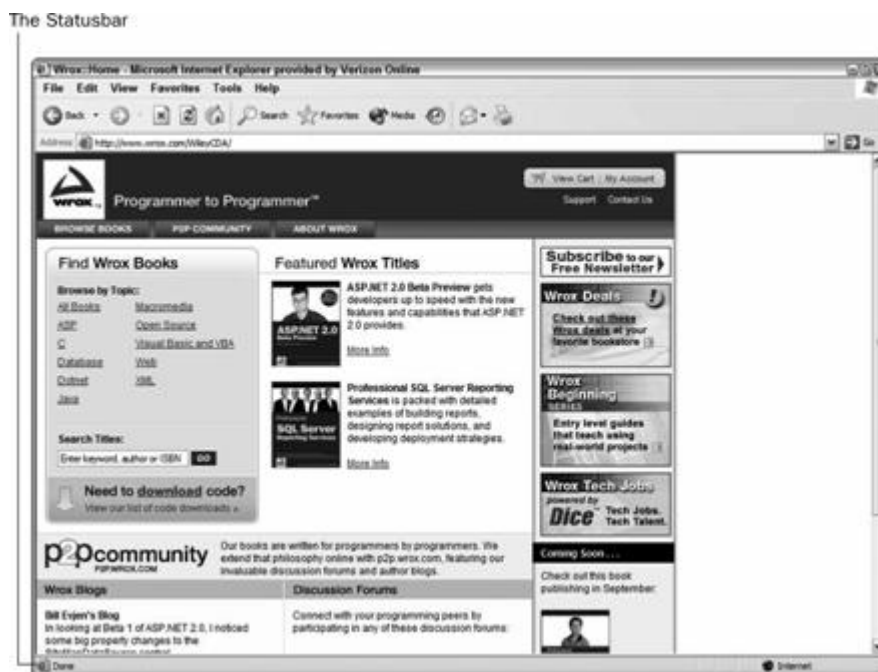 The Statusbar
Wrox::Home - Microsoft Internet Explorer provided by Verizon Online
File Edit View Favorites Tools Help
Back Search Favorites Media
Address http://www.wrox.com/WileyCDA/ Go
wrox Programmer to Programmer™
View Cart | My Account
Support Contact Us
BROWSE BOOKS P2P COMMUNITY ABOUT WROX
Find Wrox Books
Browse by Topic:
All Books Macromedia
ASP Open Source
C Visual Basic and VBA
Database Web
Dotnet XML
Java
Search Titles:
Enter keyword, author or ISBN GO
Need to download code?
View our list of code downloads »
Featured Wrox Titles
ASP.NET 2.0
Beta Preview
ASP.NET 2.0 Beta Preview gets
developers up to speed with the new
features and capabilities that ASP.NET
2.0 provides.
More Info
SQL Server
Reporting Services
Professional SQL Server Reporting
Services is packed with detailed
examples of building reports,
designing report solutions, and
developing deployment strategies.
More Info
Subscribe to our
Free Newsletter
Wrox Deals
Check out these
Wrox deals at your
favorite bookstore
Wrox
Beginning
SERIES
Entry level guides
that teach using
real-world projects
Wrox Tech Jobs
powered by
Dice™ Tech Jobs.
Tech Talent.
Coming Soon . . .
Check out this book
publishing in September:
p2pcommunity
P2P.WROX.COM
Our books are written for programmers by programmers. We
extend that philosophy online with p2p.wrox.com, featuring our
invaluable discussion forums and author blogs.
Wrox Blogs
Bill Evjen's Blog
In looking at Beta 1 of ASP.NET 2.0, I noticed
some big property changes to the
Discussion Forums
Connect with your programming peers by
participating in any of these discussion forums:
Done Internet